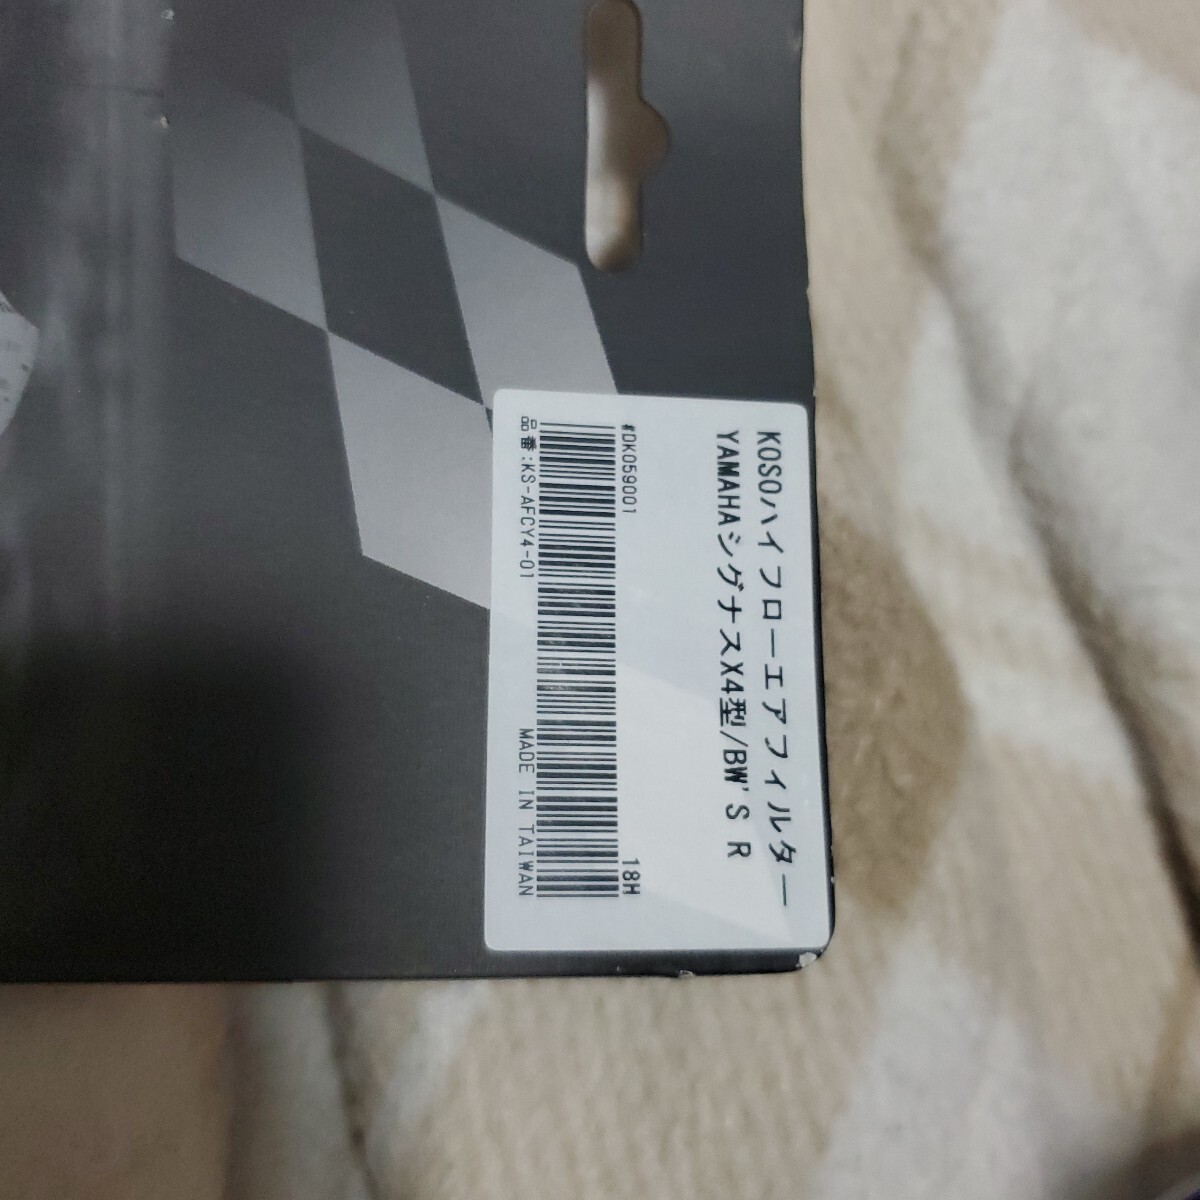 KOSOハイフローエアフィルター
YAMAHAシグナスX4型/BW'S R
#DK059001
18H
品番:KS-AFCY4-01
MADE IN TAIWAN